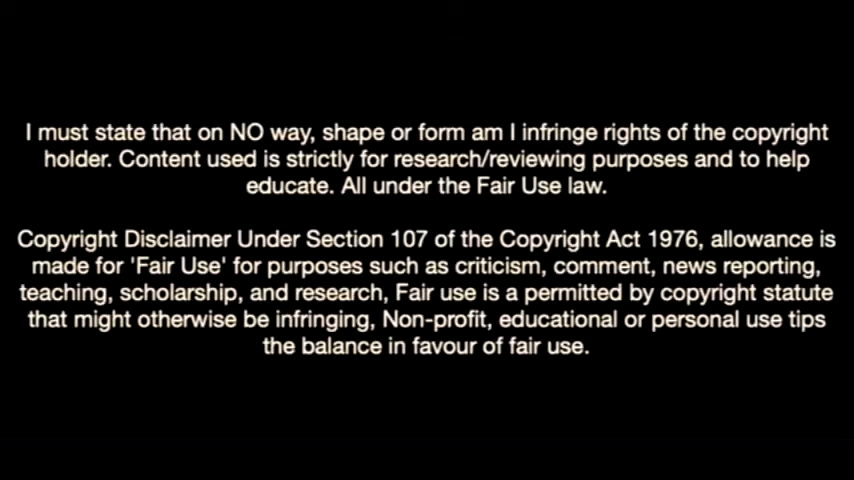 I must state that on NO way, shape or form am I infringe rights of the copyright
holder. Content used is strictly for research/reviewing purposes and to help
educate. All under the Fair Use law.
Copyright Disclaimer Under Section 107 of the Copyright Act 1976, allowance is
made for 'Fair Use' for purposes such as criticism, comment, news reporting,
teaching, scholarship, and research, Fair use is a permitted by copyright statute
that might otherwise be infringing, Non-profit, educational or personal use tips
the balance in favour of fair use.